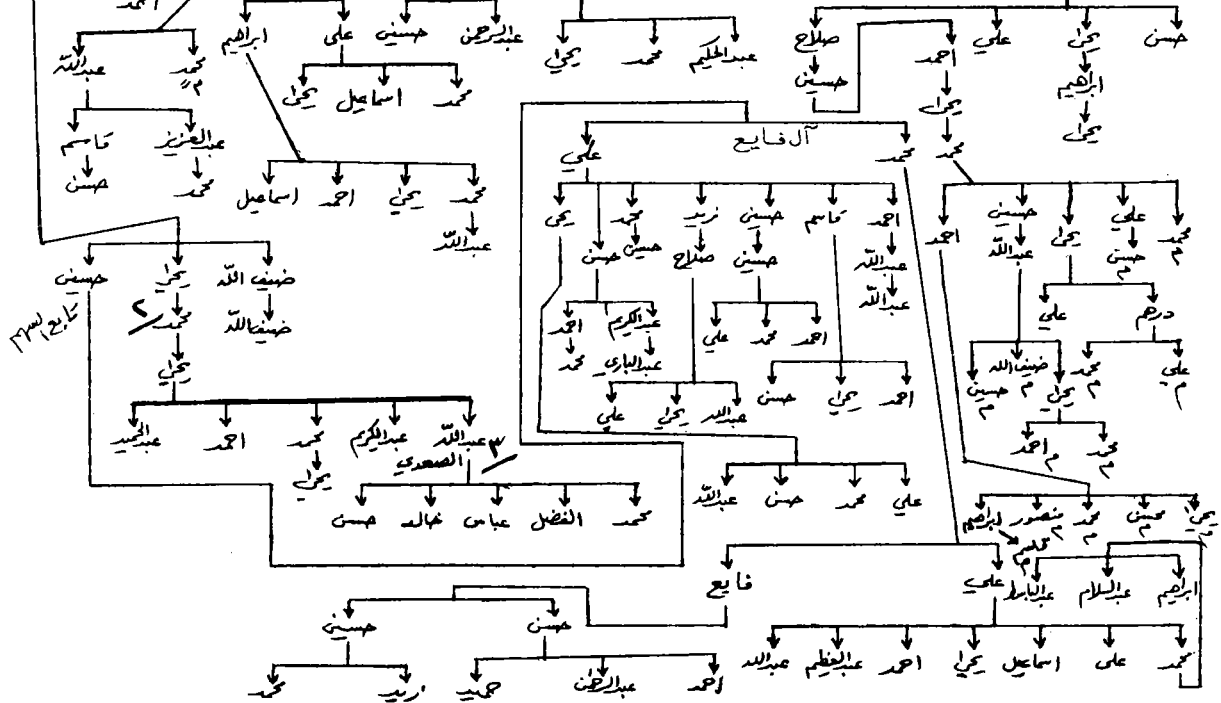 احمد
ابراهيم علي حسين عبدالرحمن
يحيى محمد عبدالحكيم
صلاح احمد علي يحيى حسن
عبدالله محمد م
حسين
ابراهيم
يحيى اسماعيل محمد
يحيى
يحيى
قاسم عبدالعزيز
آل فايع
علي محمد
محمد
حسن محمد
اسماعيل احمد يحيى محمد
عبدالله
يحيى محمد زيد حسين قاسم احمد
حسن حسين صلاح حسين عبدالله
عبدالله
احمد حسين يحيى علي محمد م
عبدالله حسن م
حسين يحيى ضيف الله
تابع السهم
محمد ٢ ضيف الله
يحيى
احمد عبدالكريم علي محمد احمد
محمد عبدالباري
علي درهم
حسين م ضيف الله م يحيى م محمد م علي م
علي يحيى عبدالله حسن يحيى احمد
احمد م محمد م
عبدالحميد احمد محمد عبدالكريم عبدالله ٣
الصعدي
يحيى
حسن خالد عباس الفضل محمد
عبدالله حسن محمد علي
ابراهيم منصور م محمد م محسن م يحيى م
قاسم م
فايع علي عبدالباسط عبدالسلام ابراهيم
حسين حسن
عبدالله عبدالعظيم احمد يحيى اسماعيل علي محمد
محمد زيد حميد عبدالرحمن احمد